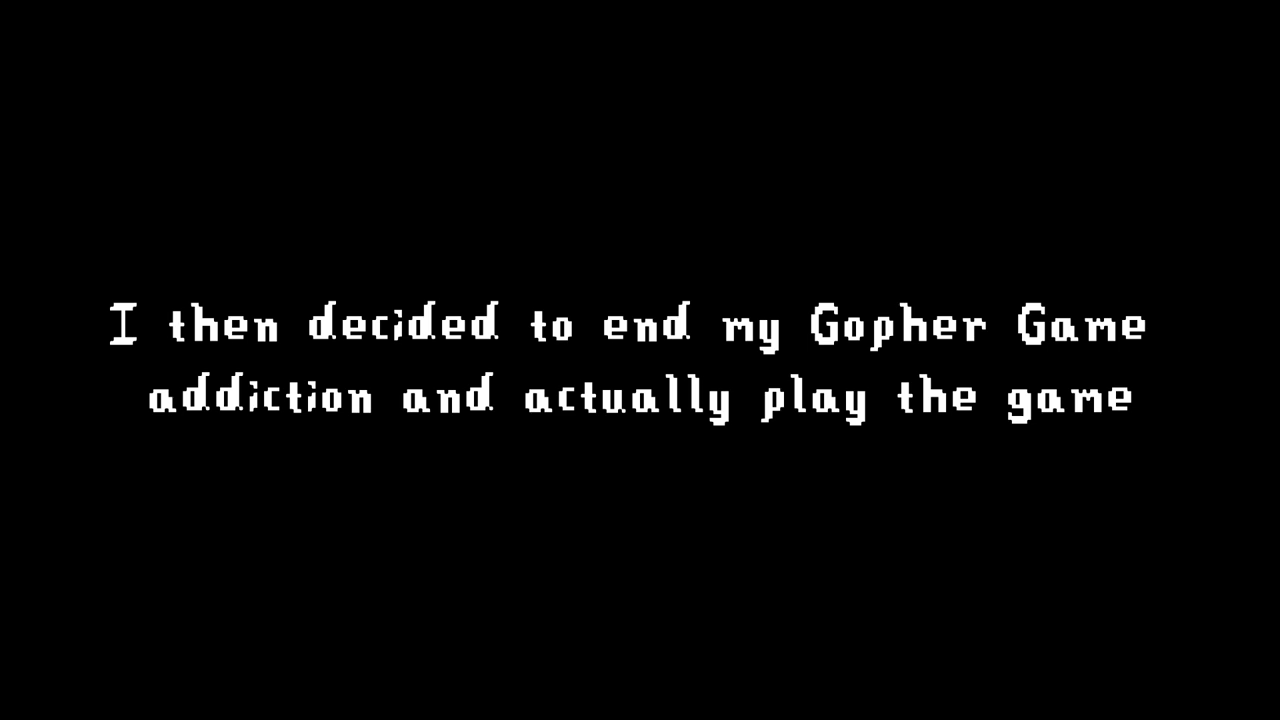 I then decided to end my Gopher Game
addiction and actually play the game